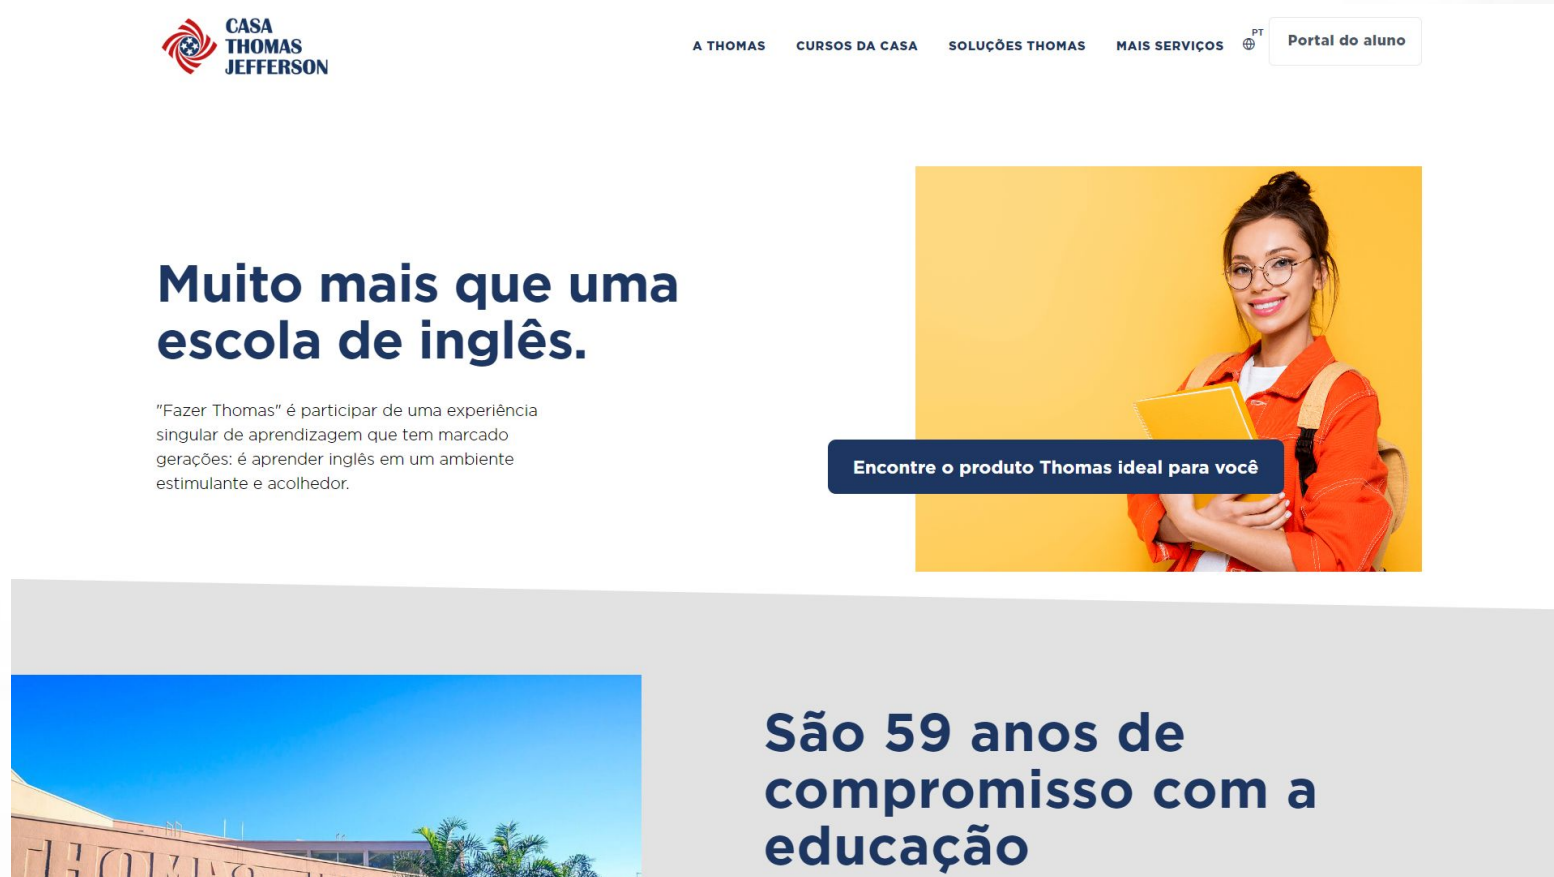 CASA
THOMAS
JEFFERSON
A THOMAS
CURSOS DA CASA
SOLUÇÕES THOMAS
MAIS SERVIÇOS
PT
Portal do aluno
Muito mais que uma
escola de inglês.
"Fazer Thomas" é participar de uma experiência
singular de aprendizagem que tem marcado
gerações: é aprender inglês em um ambiente
estimulante e acolhedor.
Encontre o produto Thomas ideal para você
São 59 anos de
compromisso com a
educação
THOMAS